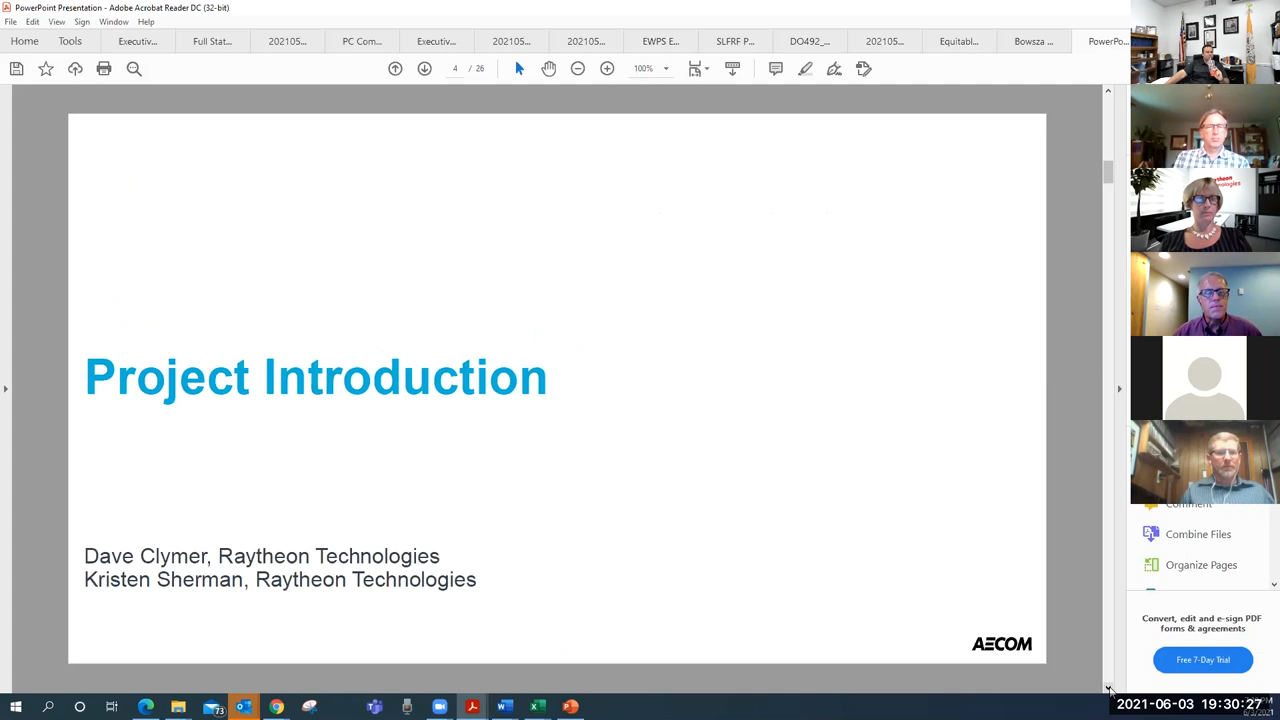 PowerPoint Presentation - Adobe Acrobat Reader DC (32-bit)
File Edit View Sign Window Help
Home Tools Executiv... Full Stat... 202105... PC Com... 202105... 202105... EWPS E... SLFRF P... DO492_... Equitabl... Bowsza ... PowerPo...
4 / 26 100%
Project Introduction
Dave Clymer, Raytheon Technologies
Kristen Sherman, Raytheon Technologies
AECOM
Comment
Combine Files
Organize Pages
Convert, edit and e-sign PDF
forms & agreements
Free 7-Day Trial
73
2021-06-03 19:30:27